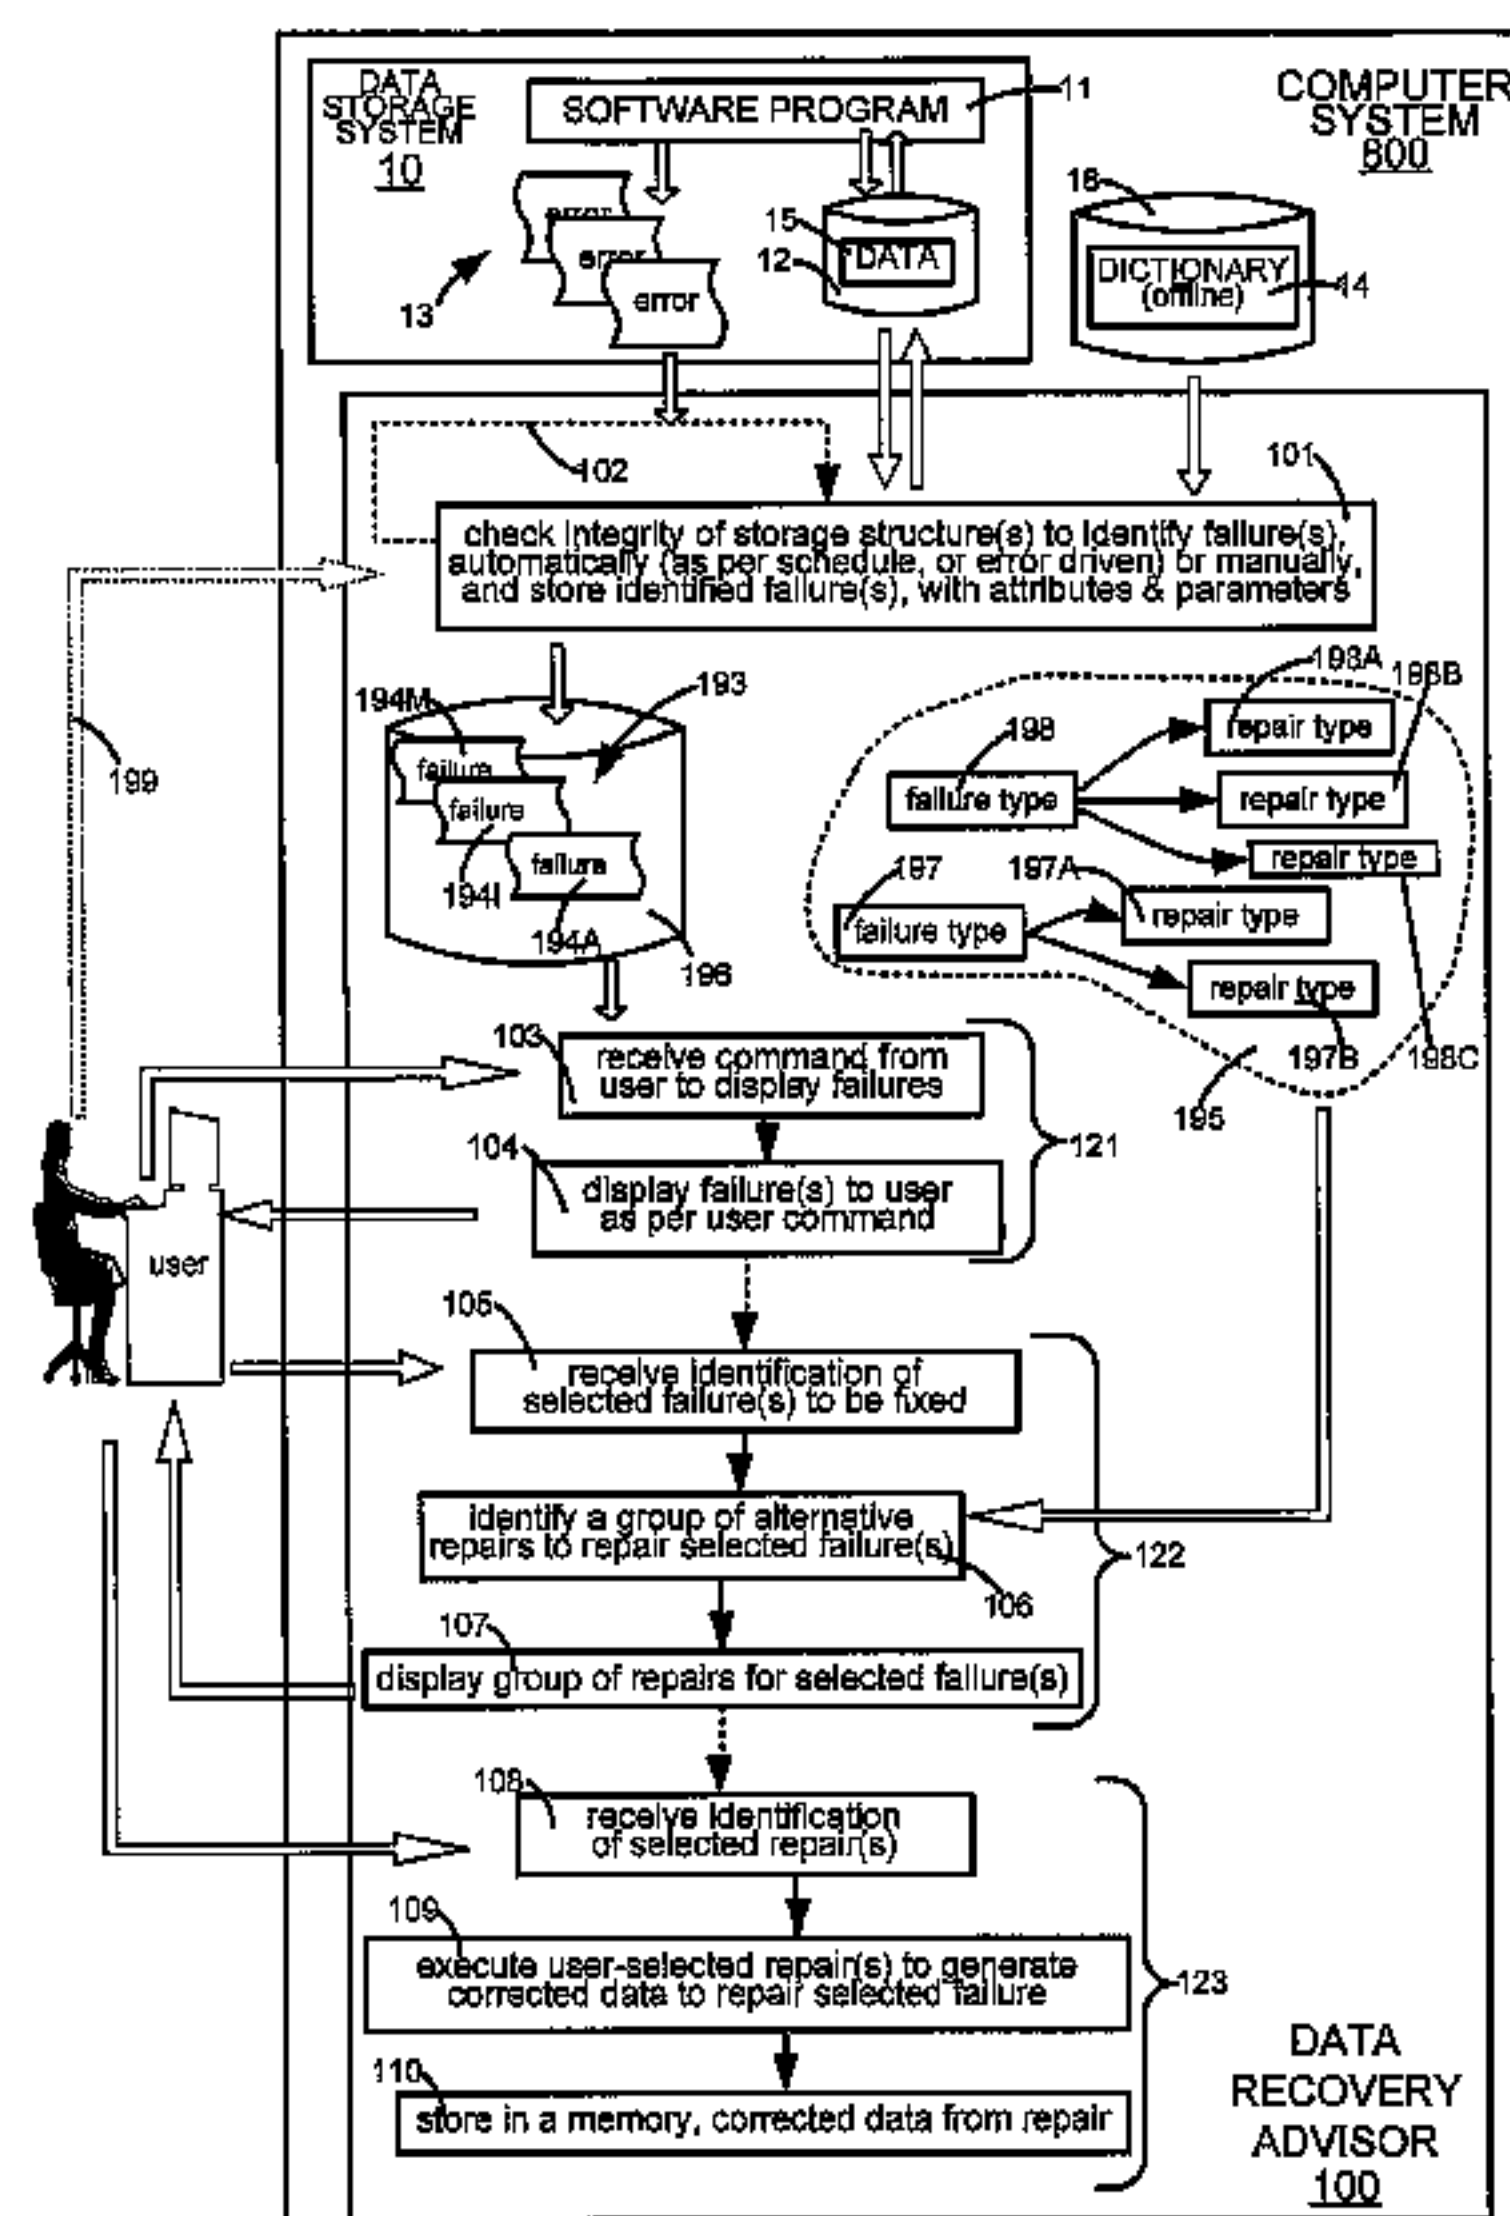 DATA
STORAGE
SYSTEM
10
SOFTWARE PROGRAM
11
COMPUTER
SYSTEM
800
error
error
error
13
15
12
DATA
16
DICTIONARY
(offline)
14
102
101
check integrity of storage structure(s) to identify failure(s),
automatically (as per schedule, or error driven) or manually,
and store identified failure(s), with attributes & parameters
199
194M
193
failure
failure
failure
194I
194A
196
198A
198B
198
repair type
failure type
repair type
repair type
197
197A
failure type
repair type
repair type
197B
198C
195
103
receive command from
user to display failures
104
121
display failure(s) to user
as per user command
user
105
receive identification of
selected failure(s) to be fixed
identify a group of alternative
repairs to repair selected failure(s)
106
122
107
display group of repairs for selected failure(s)
108
receive identification
of selected repair(s)
109
execute user-selected repair(s) to generate
corrected data to repair selected failure
123
110
store in a memory, corrected data from repair
DATA
RECOVERY
ADVISOR
100